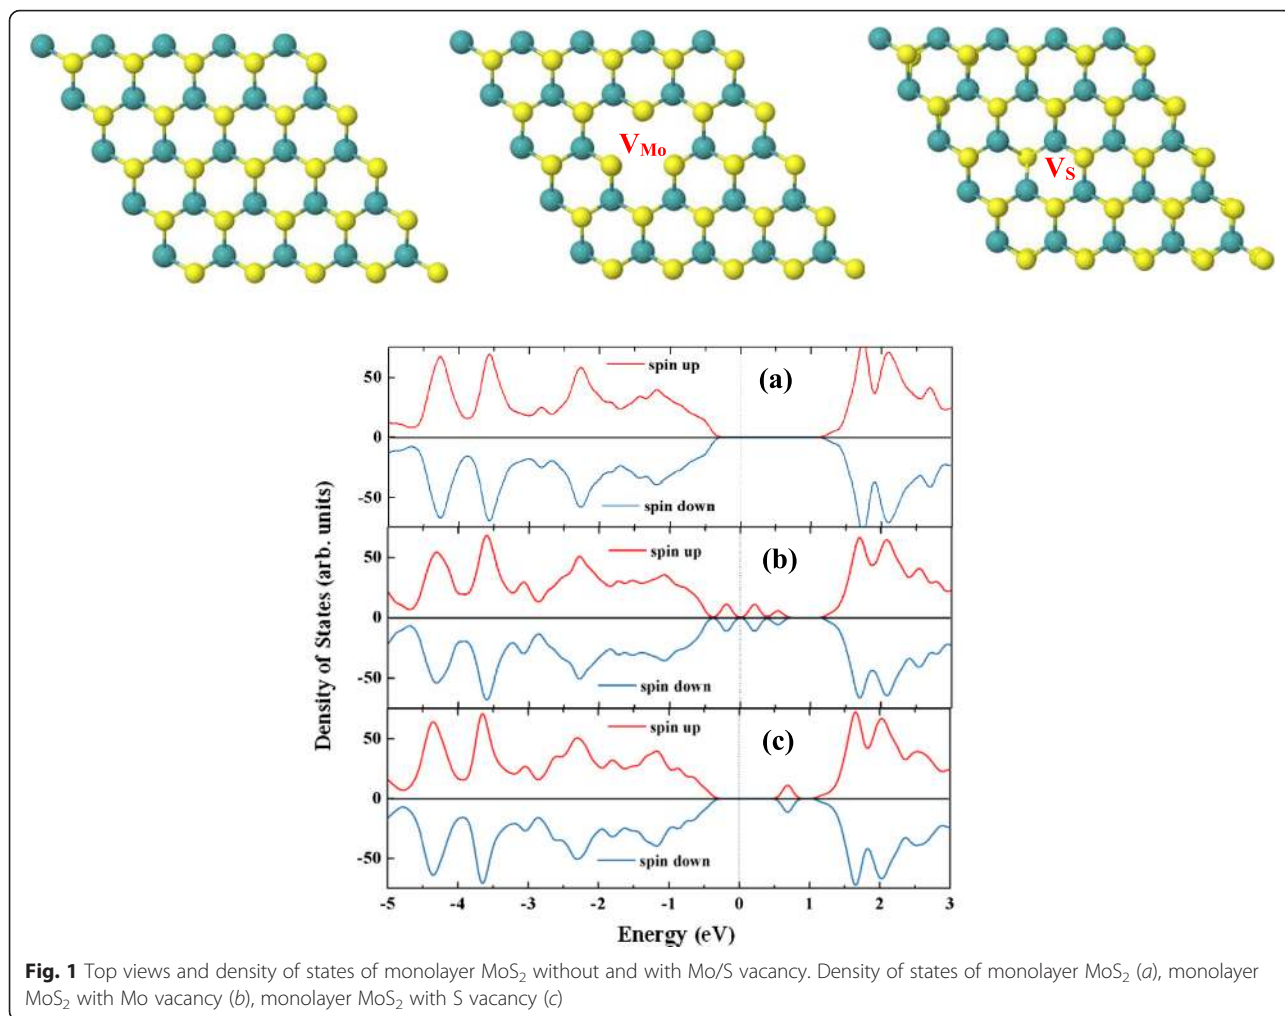 V_Mo
V_S
50
spin up
(a)
0
-50
spin down
50
spin up
(b)
0
-50
spin down
50
spin up
(c)
0
-50
spin down
-5 -4 -3 -2 -1 0 1 2 3
Density of States (arb. units)
Energy (eV)
Fig. 1 Top views and density of states of monolayer MoS₂ without and with Mo/S vacancy. Density of states of monolayer MoS₂ (a), monolayer
MoS₂ with Mo vacancy (b), monolayer MoS₂ with S vacancy (c)